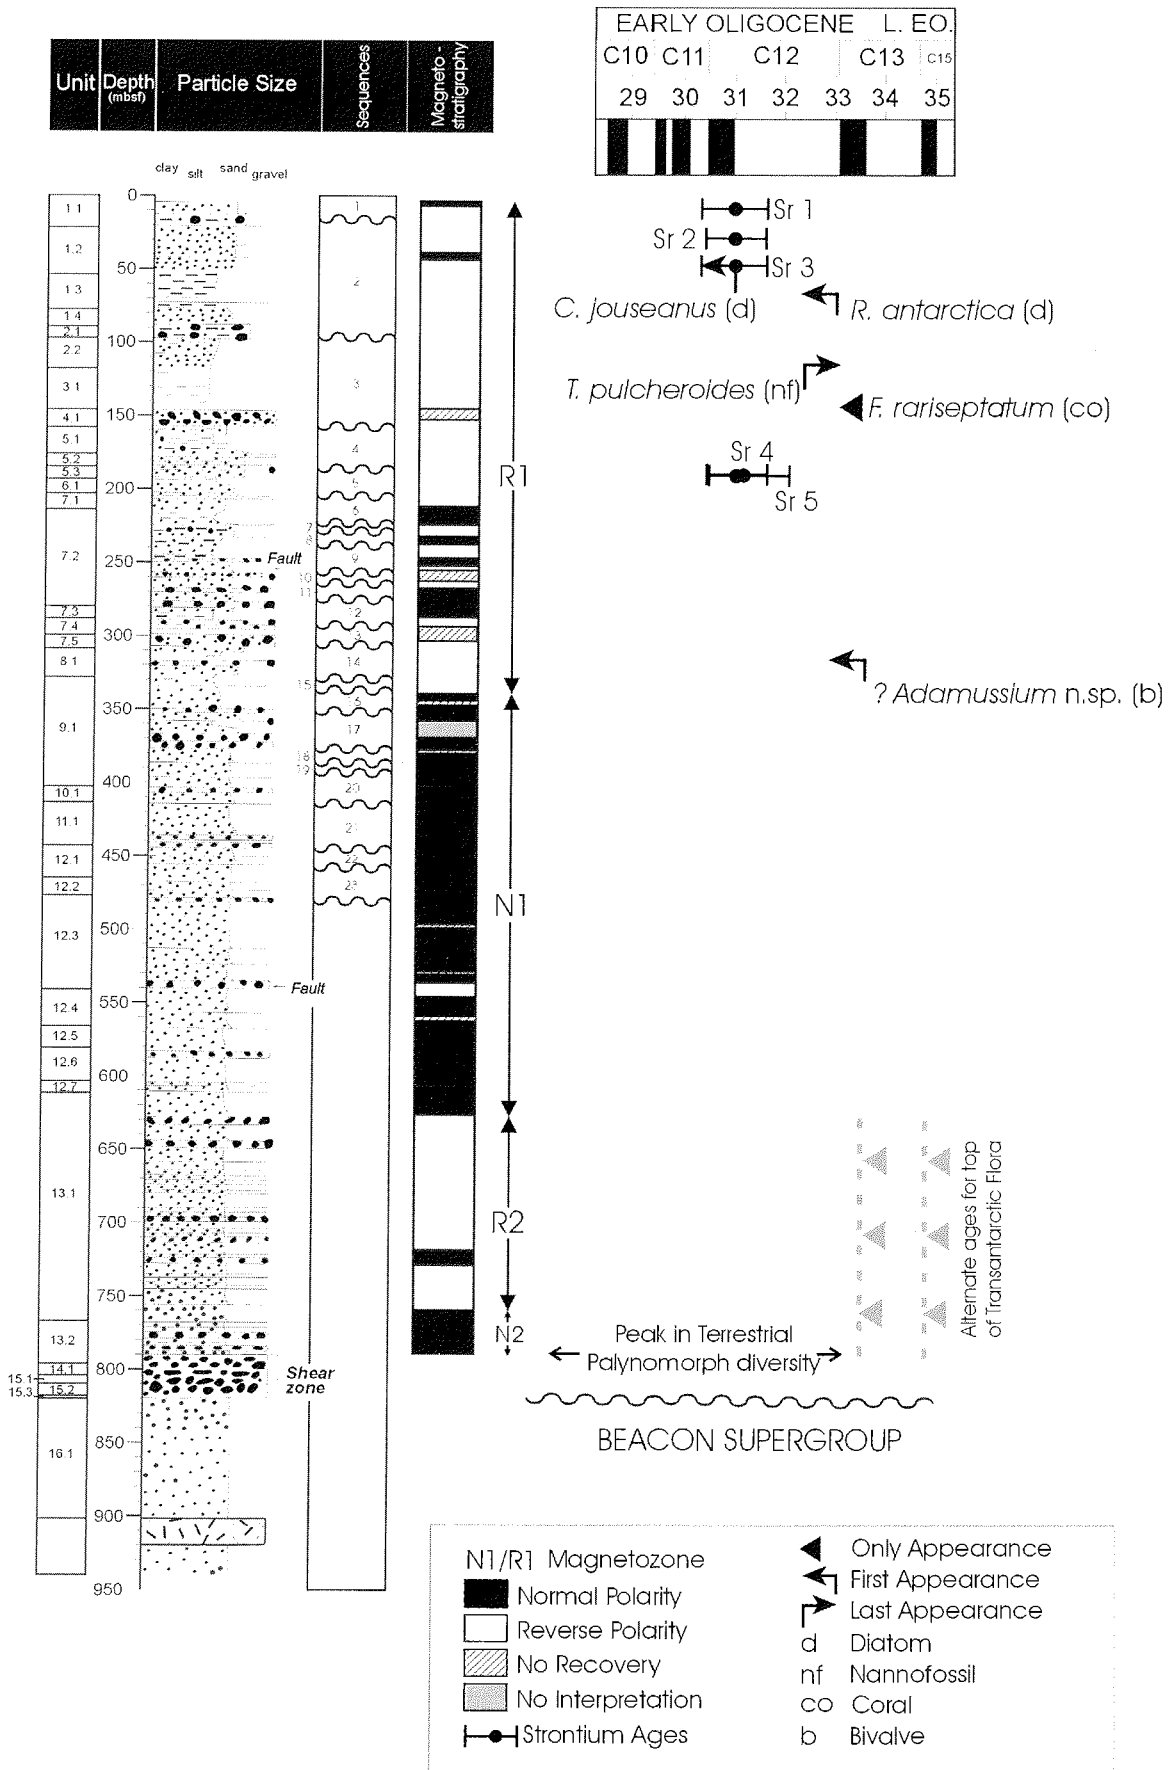 EARLY OLIGOCENE L. EO.
C10 C11 C12 C13 C15
29 30 31 32 33 34 35
Unit
Depth
(mbsf)
Particle Size
Sequences
Magneto -
stratigraphy
clay silt sand gravel
0
50
100
150
200
250
300
350
400
450
500
550
600
650
700
750
800
850
900
950
1 1
1.2
1 3
1 4
2.1
2.2
3 1
4.1
5.1
5.2
5.3
6.1
7.1
7.2
7.3
7 4
7.5
8 1
9.1
10.1
11.1
12.1
12.2
12.3
12.4
12.5
12.6
12.7
13.1
13.2
14.1
15.1
15.2
15.3
16.1
Fault
Fault
Shear
zone
1
2
3
4
5
6
7
8
9
10
11
12
13
14
15
16
17
18
19
20
21
22
23
R1
N1
R2
N2
Sr 1
Sr 2
Sr 3
C. jouseanus (d)
R. antarctica (d)
T. pulcheroides (nf)
F. rariseptatum (co)
Sr 4
Sr 5
? Adamussium n.sp. (b)
Alternate ages for top
of Transantarctic Flora
Peak in Terrestrial
Palynomorph diversity
BEACON SUPERGROUP
N1/R1 Magnetozone
Normal Polarity
Reverse Polarity
No Recovery
No Interpretation
Strontium Ages
Only Appearance
First Appearance
Last Appearance
d Diatom
nf Nannofossil
co Coral
b Bivalve